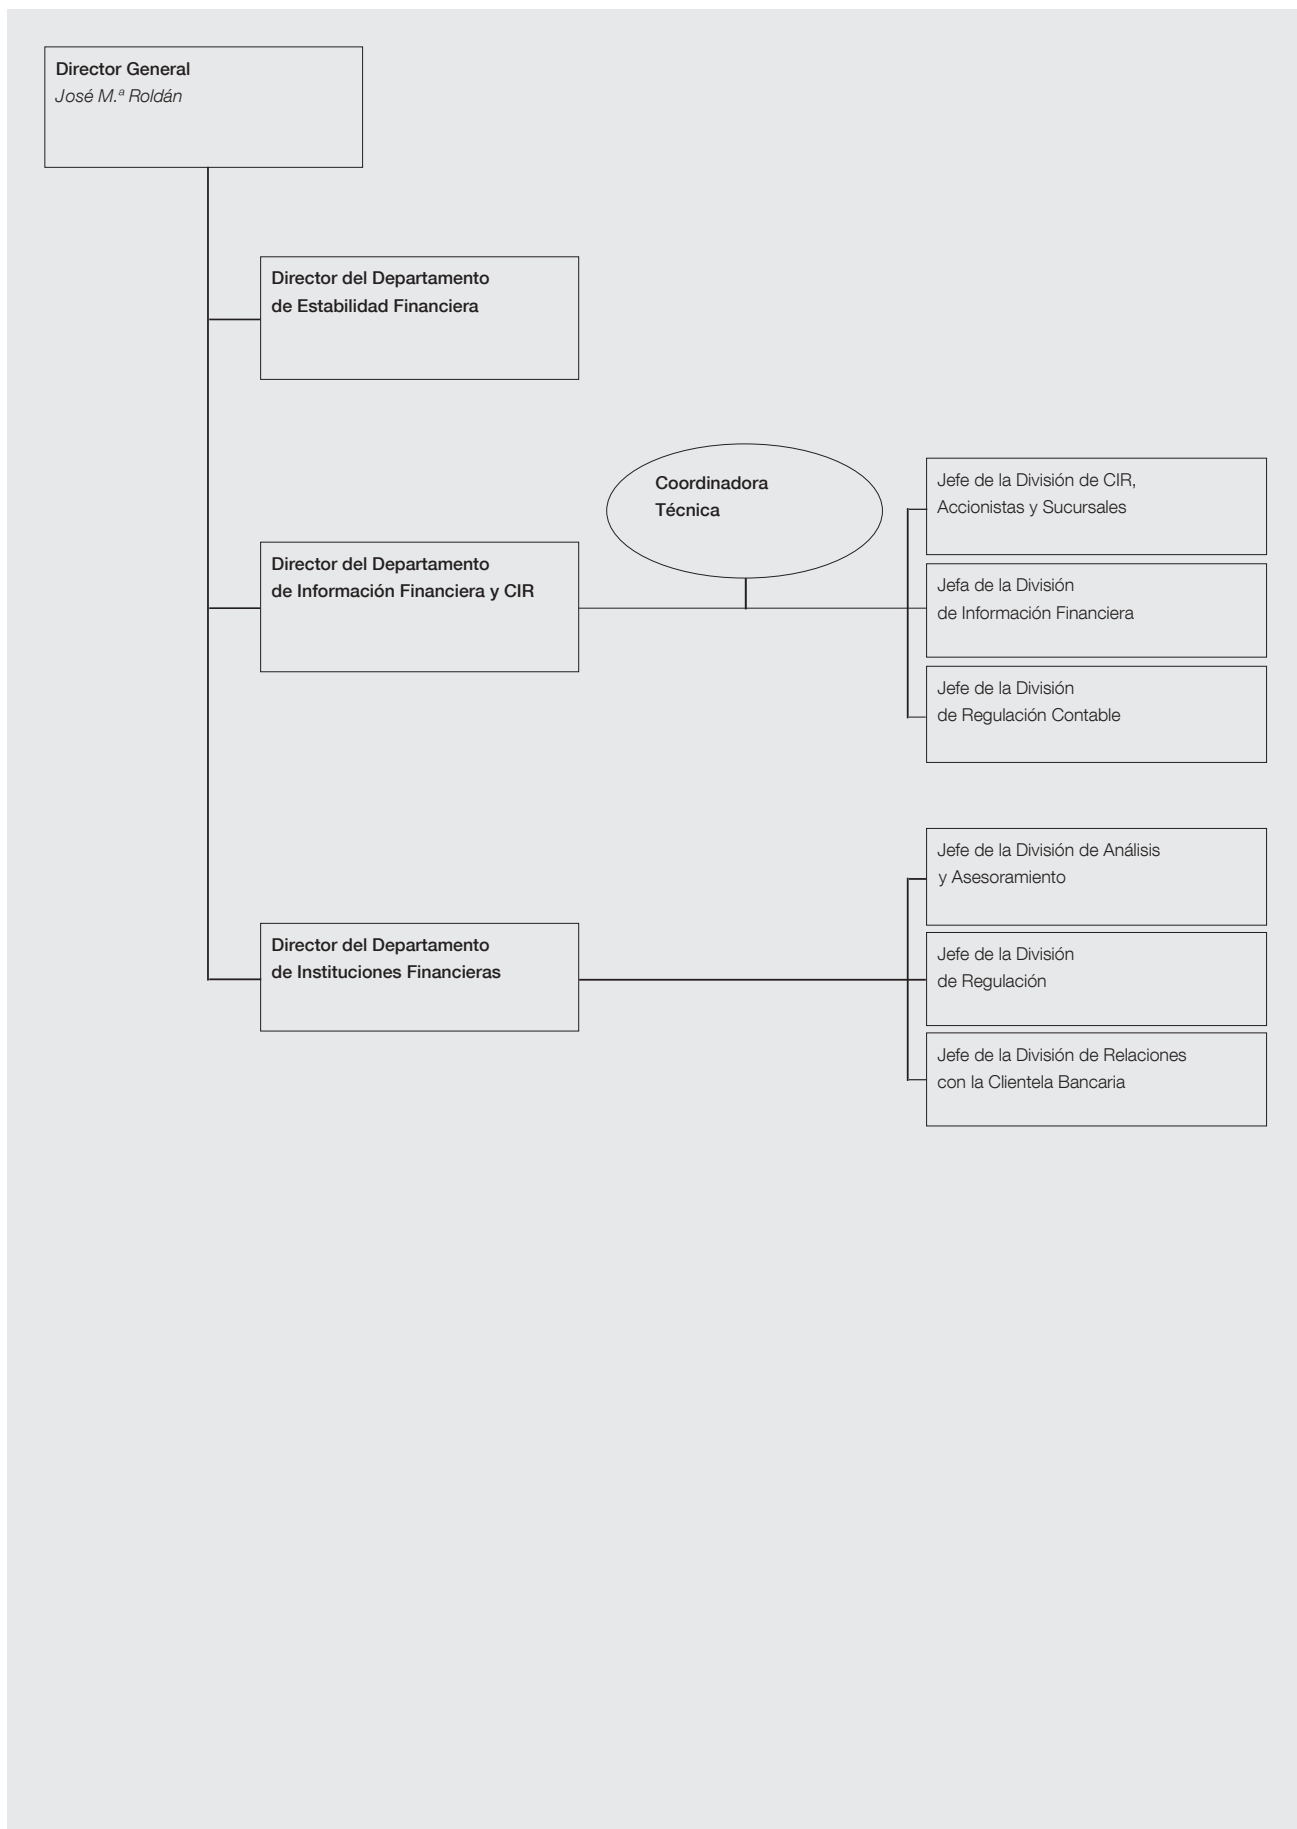 Director General
José M.ª Roldán
Director del Departamento
de Estabilidad Financiera
Coordinadora
Técnica
Jefe de la División de CIR,
Accionistas y Sucursales
Director del Departamento
de Información Financiera y CIR
Jefa de la División
de Información Financiera
Jefe de la División
de Regulación Contable
Jefe de la División de Análisis
y Asesoramiento
Director del Departamento
de Instituciones Financieras
Jefe de la División
de Regulación
Jefe de la División de Relaciones
con la Clientela Bancaria